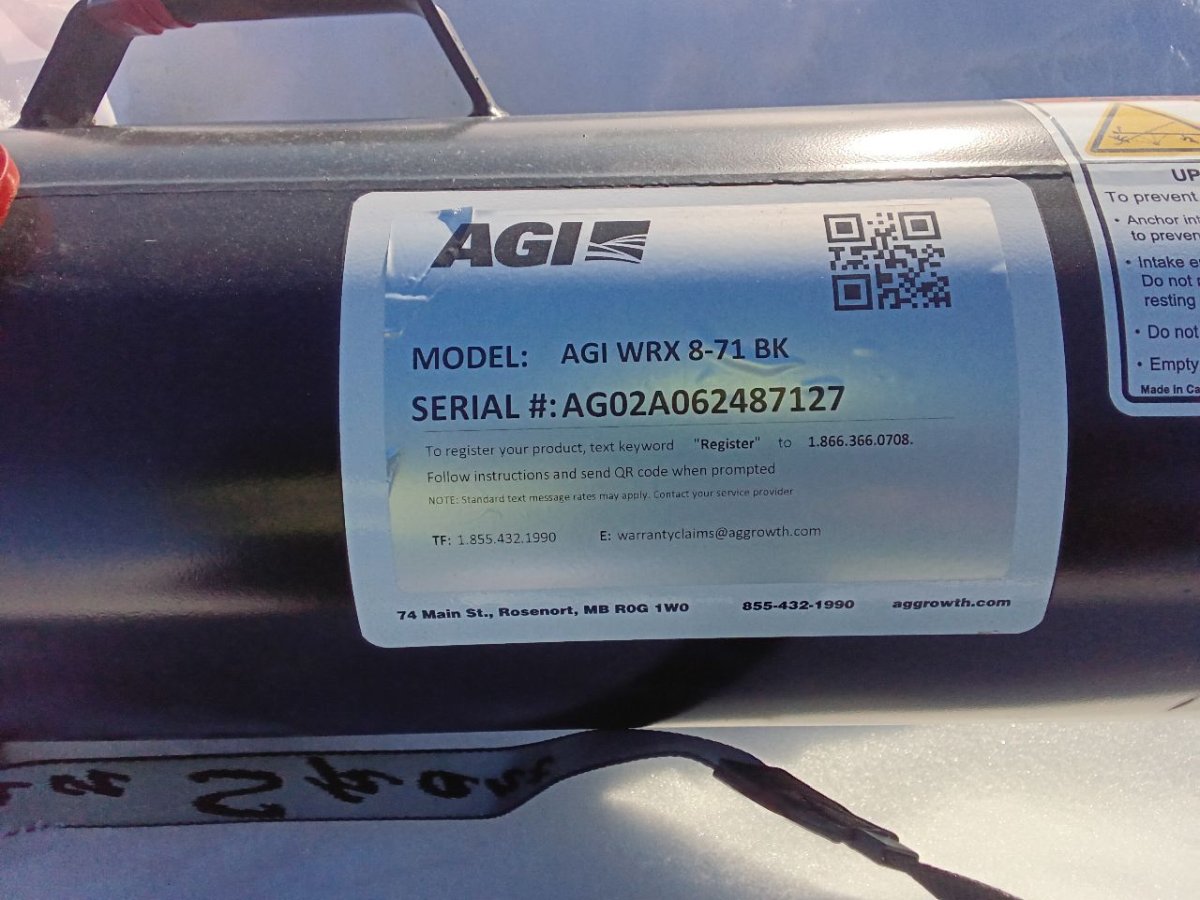 AGI
MODEL: AGI WRX 8-71 BK
SERIAL #: AG02A062487127
To register your product, text keyword "Register" to 1.866.366.0708.
Follow instructions and send QR code when prompted
NOTE: Standard text message rates may apply. Contact your service provider
TF: 1.855.432.1990 E: warrantyclaims@aggrowth.com
74 Main St., Rosenort, MB R0G 1W0 855-432-1990 aggrowth.com
UP
To prevent
• Anchor int
to preven
• Intake e
Do not
resting
• Do not
• Empty
Made in Ca